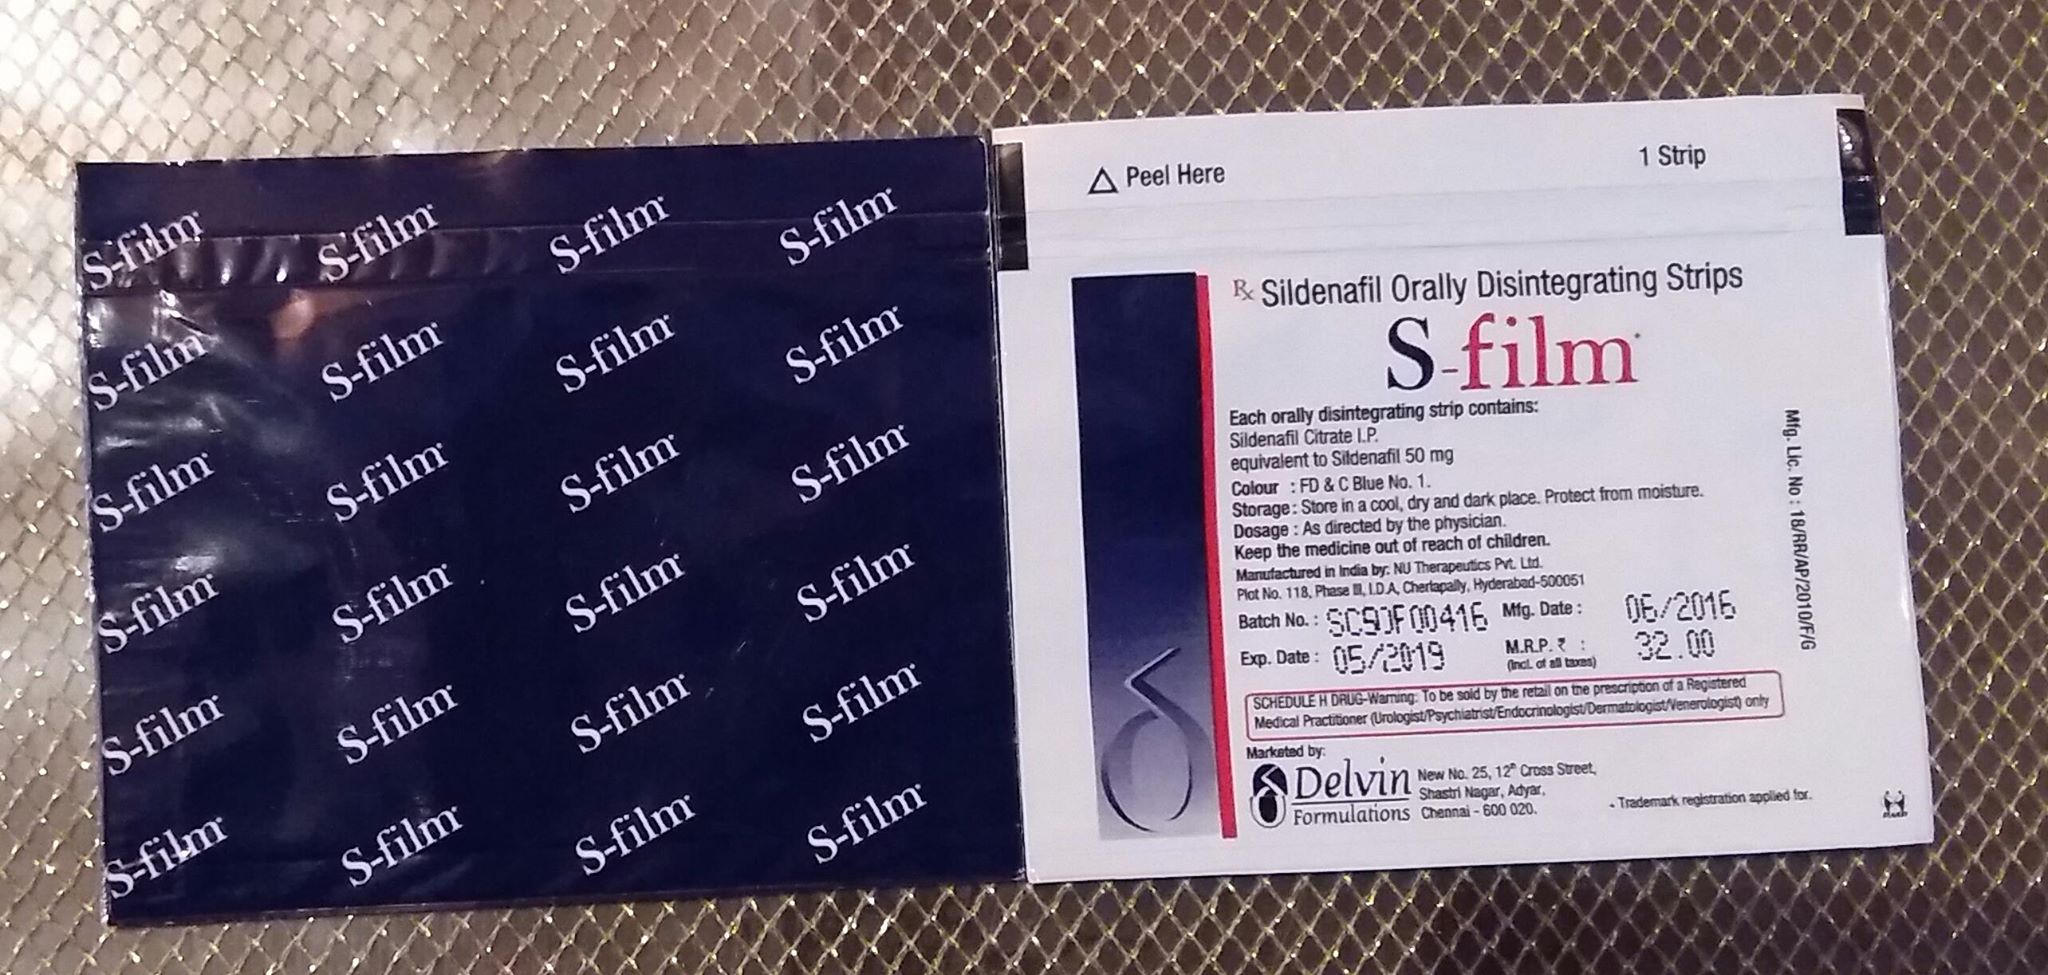 S-film S-film S-film S-film
S-film S-film S-film S-film
S-film S-film S-film S-film
S-film S-film S-film S-film
S-film S-film S-film S-film
S-film S-film S-film S-film
△ Peel Here
1 Strip
Rx Sildenafil Orally Disintegrating Strips
S-film*
Each orally disintegrating strip contains:
Sildenafil Citrate I.P.
equivalent to Sildenafil 50 mg
Colour : FD & C Blue No. 1.
Storage : Store in a cool, dry and dark place. Protect from moisture.
Dosage : As directed by the physician.
Keep the medicine out of reach of children.
Manufactured in India by: NU Therapeutics Pvt. Ltd.
Plot No. 118, Phase III, I.D.A, Cherlapally, Hyderabad-500051
Batch No. : SC50F00416 Mfg. Date : 06/2016
Exp. Date : 05/2019 M.R.P. ₹ : 32.00
(Incl. of all taxes)
SCHEDULE H DRUG-Warning: To be sold by the retail on the prescription of a Registered
Medical Practitioner (Urologist/Psychiatrist/Endocrinologist/Dermatologist/Venerologist) only
Marketed by:
Delvin
Formulations
New No. 25, 12th Cross Street,
Shastri Nagar, Adyar,
Chennai - 600 020.
* Trademark registration applied for.
Mfg. Lic. No : 18/RR/AP/2010/F/G